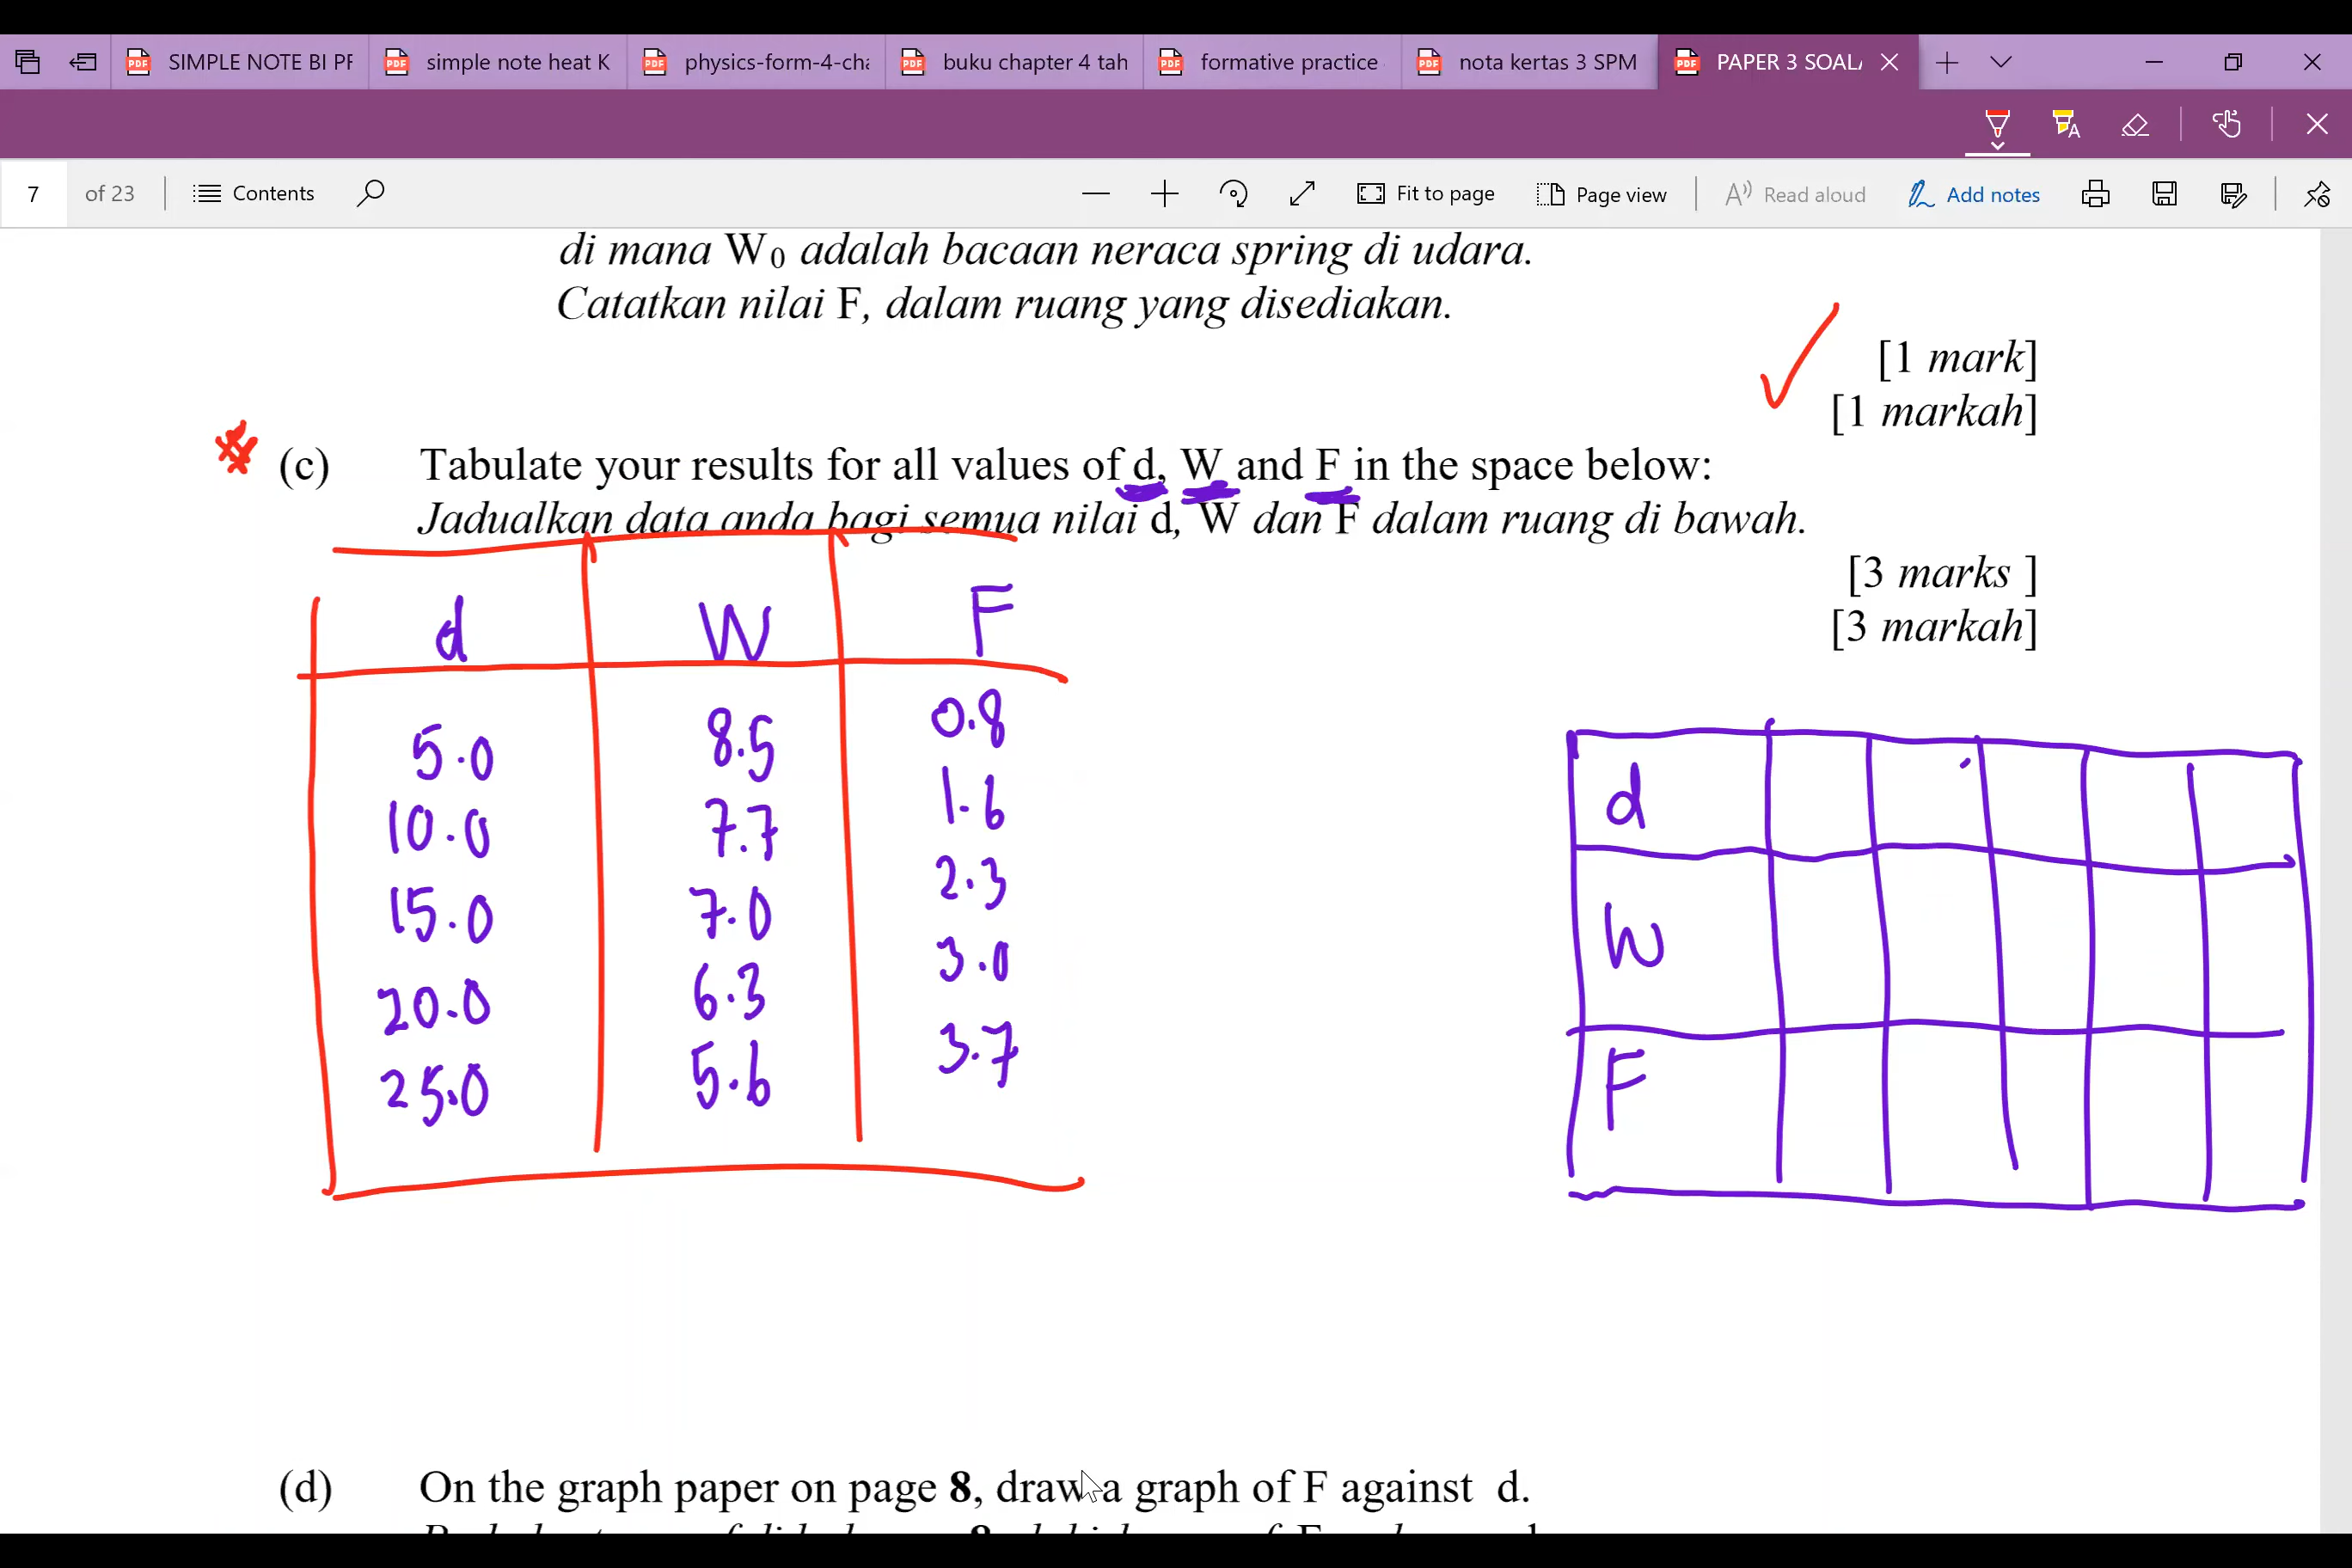 SIMPLE NOTE BI PF
simple note heat K
physics-form-4-cha
buku chapter 4 tah
formative practice
nota kertas 3 SPM
PAPER 3 SOALA
7 of 23 Contents Fit to page Page view Read aloud Add notes
di mana W₀ adalah bacaan neraca spring di udara.
Catatkan nilai F, dalam ruang yang disediakan.
[1 mark]
[1 markah]
(c) Tabulate your results for all values of d, W and F in the space below:
Jadualkan data anda bagi semua nilai d, W dan F dalam ruang di bawah.
[3 marks ]
[3 markah]
d W F
5.0 8.5 0.8
10.0 7.7 1.6
15.0 7.0 2.3
20.0 6.3 3.0
25.0 5.6 3.7
d
W
F
(d) On the graph paper on page 8, draw a graph of F against d.